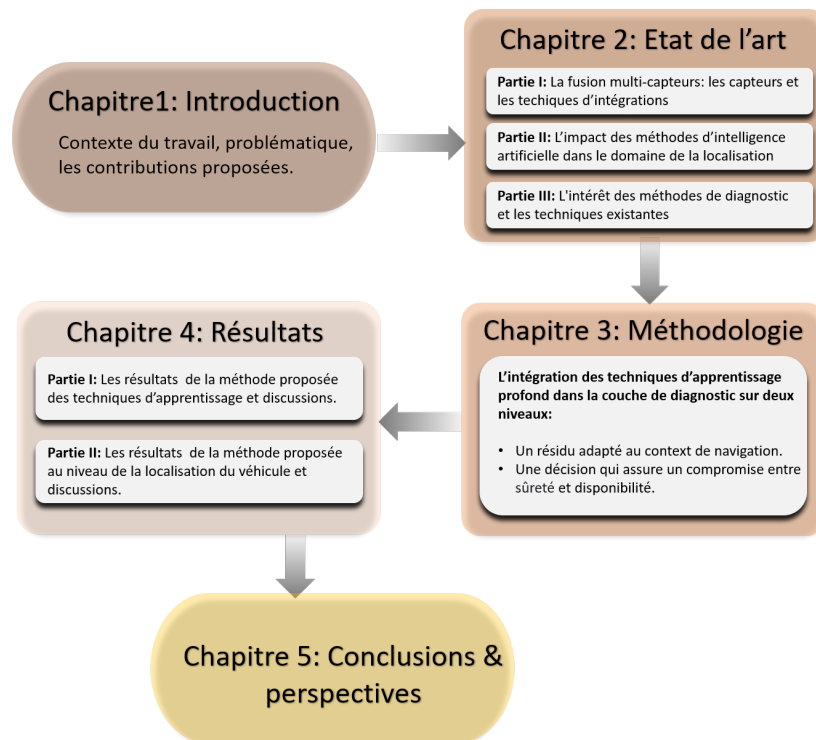 Chapitre1: Introduction
Contexte du travail, problématique,
les contributions proposées.
Chapitre 2: Etat de l'art
Partie I: La fusion multi-capteurs: les capteurs et
les techiques d'intégrations
Partie II: L'impact des méthodes d'intelligence
artificielle dans le domaine de la localisation
Partie III: L'intérêt des méthodes de diagnostic
et les techniques existantes
Chapitre 3: Méthodologie
L'intégration des techniques d'apprentissage
profond dans la couche de diagnostic sur deux
niveaux:
• Un résidu adapté au context de navigation.
• Une décision qui assure un compromise entre
sûreté et disponibilité.
Chapitre 4: Résultats
Partie I: Les résultats de la méthode proposée
des techniques d'apprentissage et discussions.
Partie II: Les résultats de la méthode proposée
au niveau de la localisation du véhicule et
discussions.
Chapitre 5: Conclusions &
perspectives